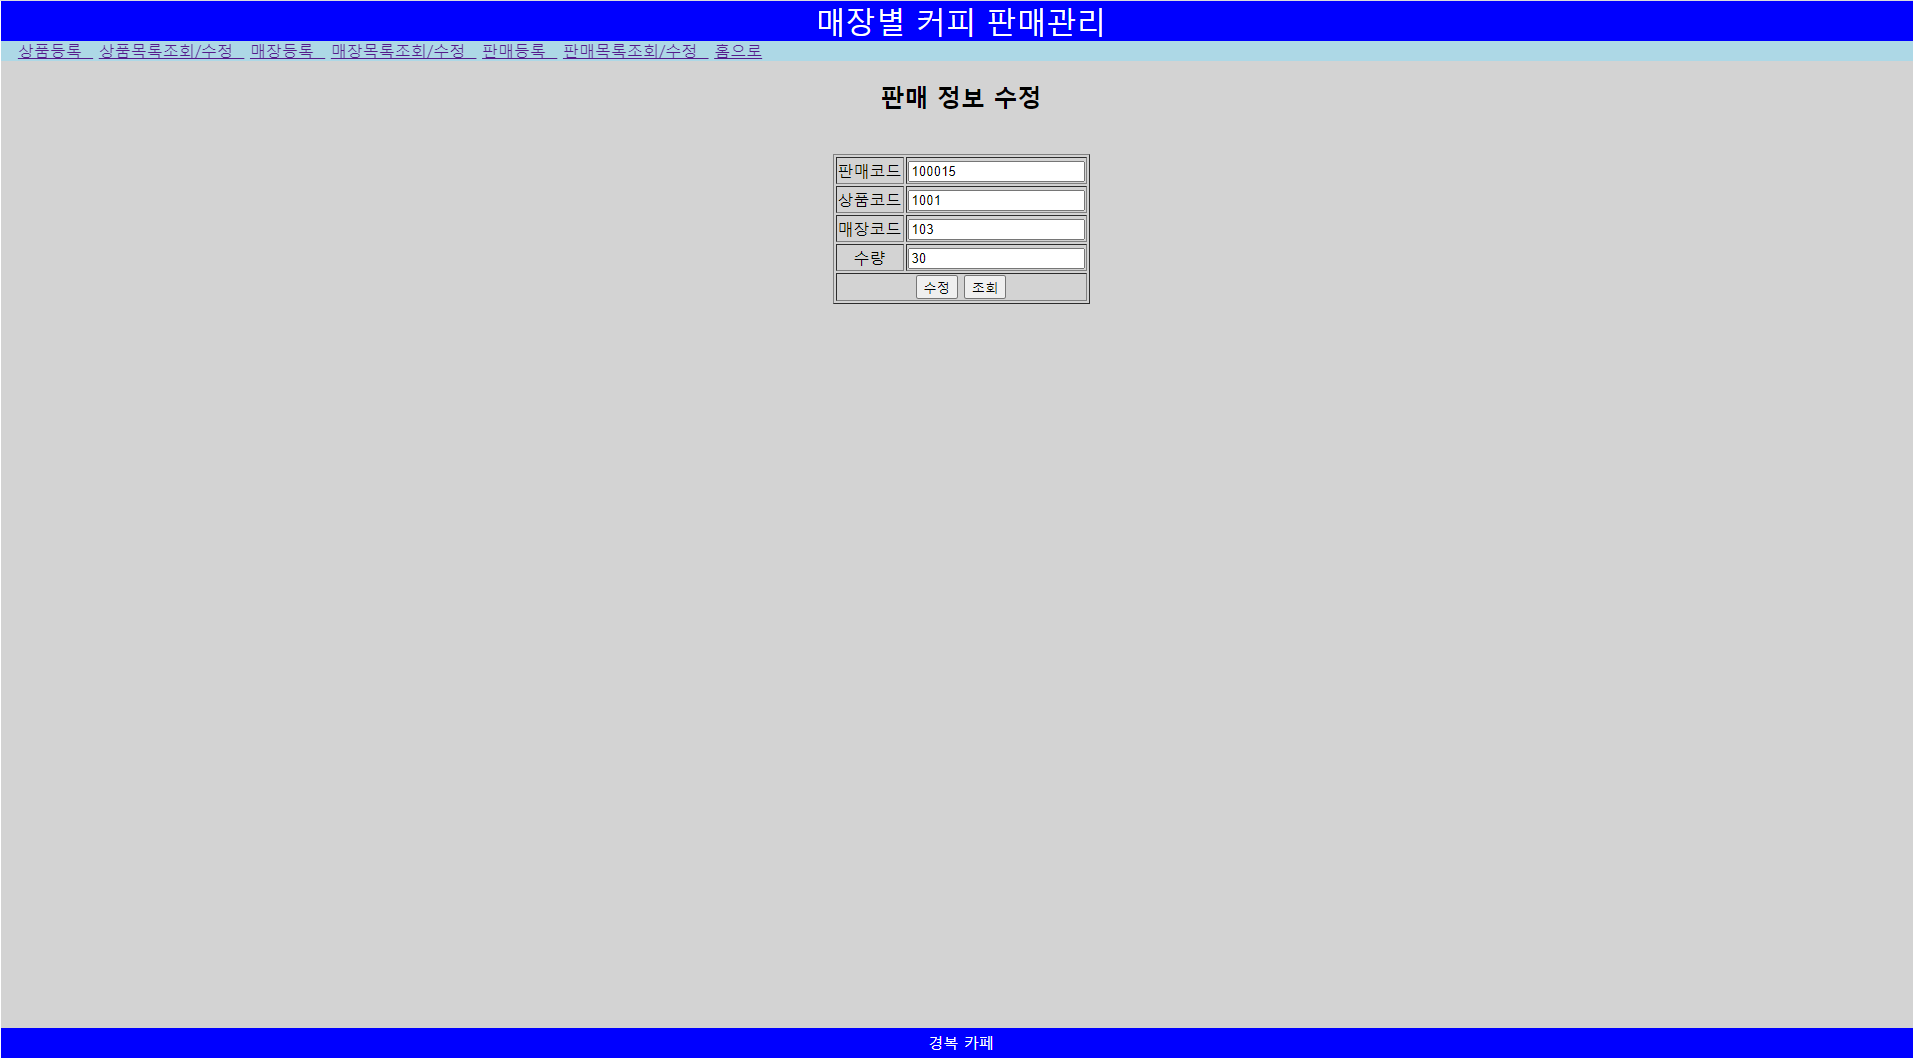 매장별 커피 판매관리
상품등록 상품목록조회/수정 매장등록 매장목록조회/수정 판매등록 판매목록조회/수정 홈으로
판매 정보 수정
판매코드 100015
상품코드 1001
매장코드 103
수량 30
수정 조회
경복 카페